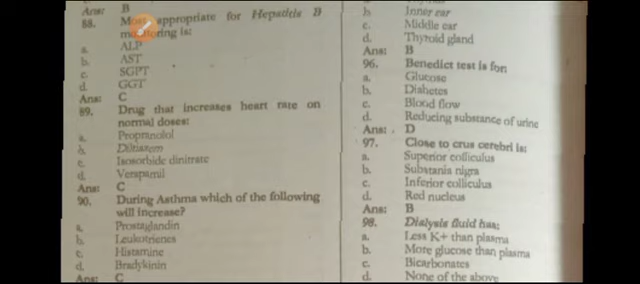 Ans: B
88. Most appropriate for Hepatitis B
monitoring is:
a. ALP
b. AST
c. SGPT
d. GGT
Ans: C
89. Drug that increases heart rate on
normal doses:
a. Propranolol
b. Diltiazem
c. Isosorbide dinitrate
d. Verapamil
Ans: C
90. During Asthma which of the following
will increase?
a. Prostaglandin
b. Leukotrienes
c. Histamine
d. Bradykinin
Ans: C
b. Inner ear
c. Middle ear
d. Thyroid gland
Ans: B
96. Benedict test is for:
a. Glucose
b. Diabetes
c. Blood flow
d. Reducing substance of urine
Ans: D
97. Close to crus cerebri is:
a. Superior colliculus
b. Substania nigra
c. Inferior colliculus
d. Red nucleus
Ans: B
98. Dialysis fluid has:
a. Less K+ than plasma
b. More glucose than plasma
c. Bicarbonates
d. None of the above